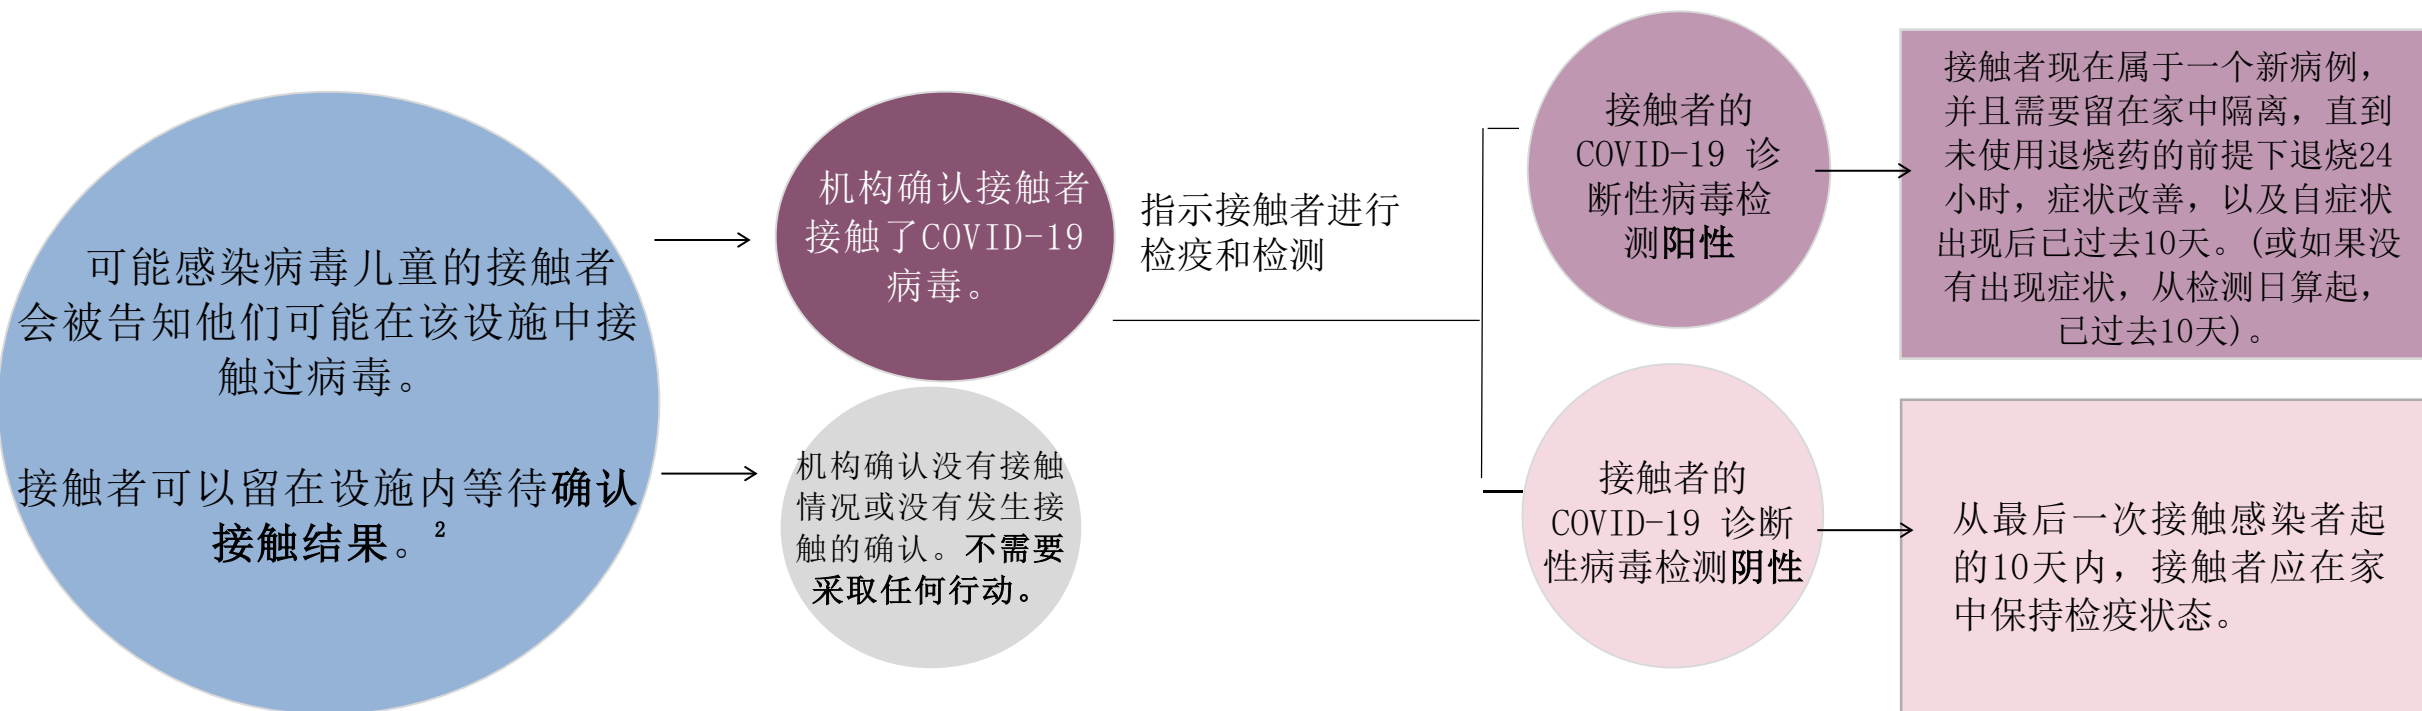 可能感染病毒儿童的接触者
会被告知他们可能在该设施中接
触过病毒。
接触者可以留在设施内等待确认
接触结果。2
机构确认接触者
接触了COVID-19
病毒。
机构确认没有接触
情况或没有发生接
触的确认。不需要
采取任何行动。
指示接触者进行
检疫和检测
接触者的
COVID-19 诊
断性病毒检
测阳性
接触者现在属于一个新病例，
并且需要留在家中隔离，直到
未使用退烧药的前提下退烧24
小时，症状改善，以及自症状
出现后已过去10天。(或如果没
有出现症状，从检测日算起，
已过去10天)。
接触者的
COVID-19 诊断
性病毒检测阴性
从最后一次接触感染者起
的10天内，接触者应在家
中保持检疫状态。